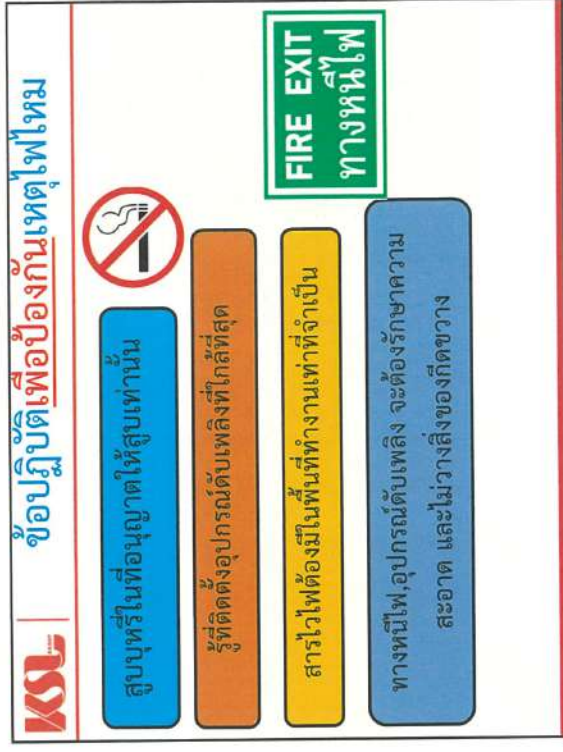 KSL
ข้อปฏิบัติเพื่อป้องกันเหตุไฟไหม
สูบบุหรี่ในที่อนุญาตให้สูบเท่านั้น
รู้ที่ติดตั้งอุปกรณ์ดับเพลิงที่ใกล้ที่สุด
สารไวไฟต้องมีในพื้นที่ทำงานเท่าที่จำเป็น
FIRE EXIT
ทางหนีไฟ
ทางหนีไฟ,อุปกรณ์ดับเพลิง จะต้องรักษาความ
สะอาด และไม่วางสิ่งของกีดขวาง